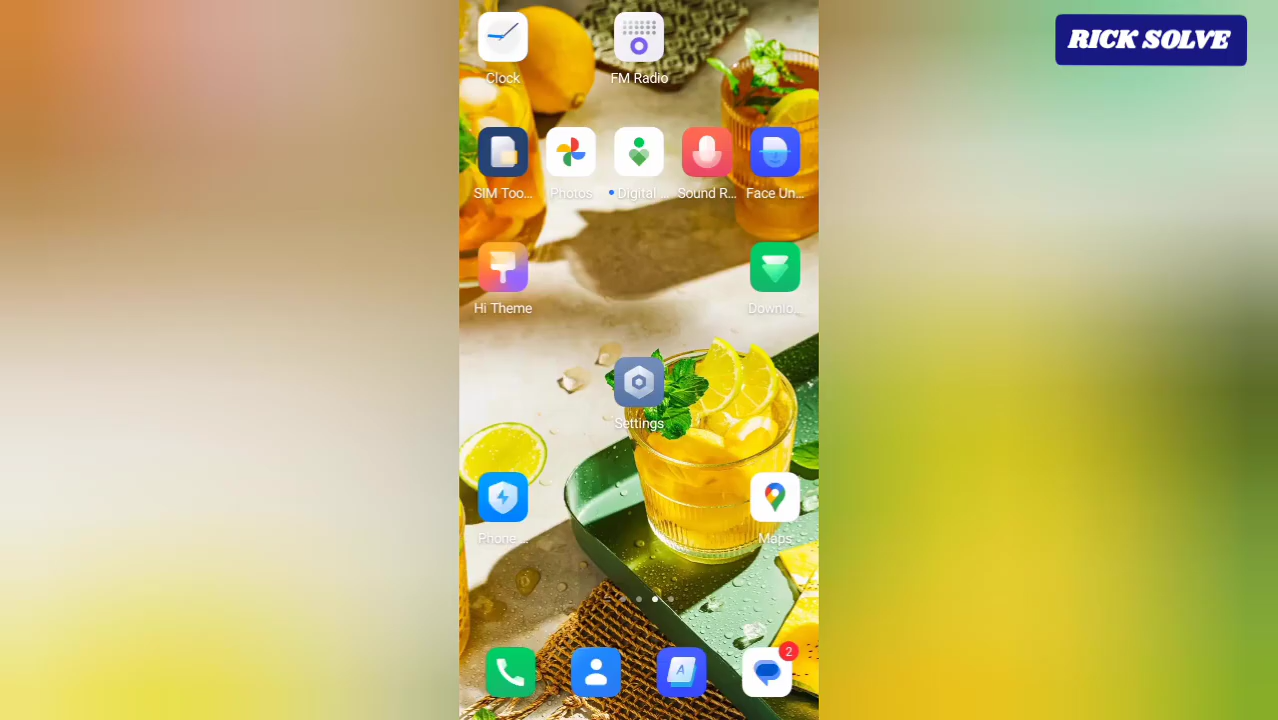 RICK SOLVE
Clock
FM Radio
SIM Too...
Photos
Digital ...
Sound R...
Face Un...
Hi Theme
Downlo...
Settings
Phone ...
Maps
2
A